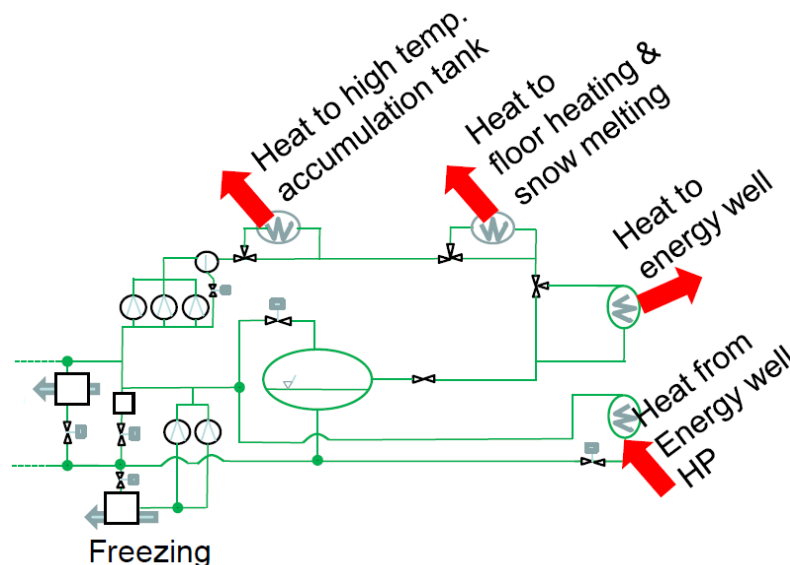 Heat to high temp.
accumulation tank
Heat to
floor heating &
snow melting
Heat to
energy well
Heat from
Energy well
HP
Freezing